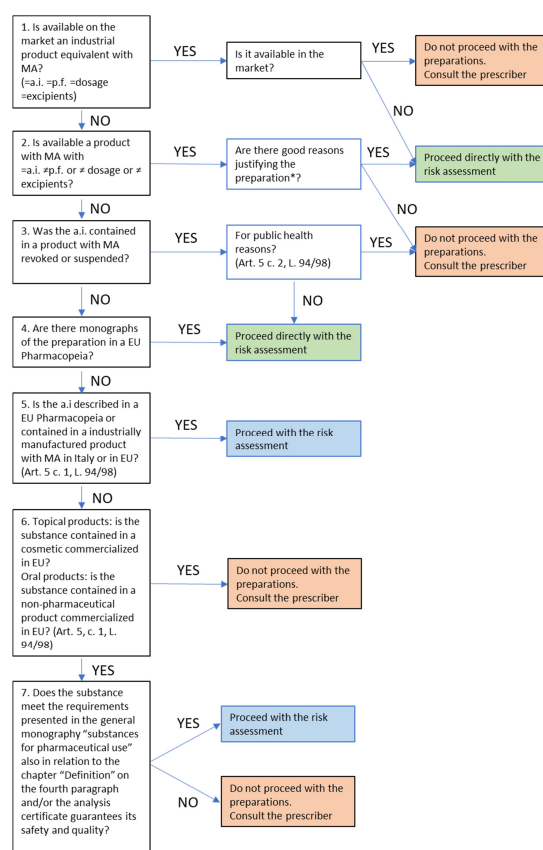 1. Is available on the
market an industrial
product equivalent with
MA?
(=a.i. =p.f. =dosage
=excipients)
YES
Is it available in the
market?
YES
Do not proceed with the
preparations.
Consult the prescriber
NO
NO
2. Is available a product
with MA with
=a.i. ≠p.f. or ≠ dosage or ≠
excipients?
YES
Are there good reasons
justifying the
preparation*?
YES
Proceed directly with the
risk assessment
NO
NO
3. Was the a.i. contained
in a product with MA
revoked or suspended?
YES
For public health
reasons?
(Art. 5 c. 2, L. 94/98)
YES
Do not proceed with the
preparations.
Consult the prescriber
NO
NO
4. Are there monographs
of the preparation in a EU
Pharmacopeia?
YES
Proceed directly with the
risk assessment
NO
5. Is the a.i described in a
EU Pharmacopeia or
contained in a industrially
manufactured product
with MA in Italy or in EU?
(Art. 5 c. 1, L. 94/98)
YES
Proceed with the risk
assessment
NO
6. Topical products: is the
substance contained in a
cosmetic commercialized
in EU?
Oral products: is the
substance contained in a
non-pharmaceutical
product commercialized
in EU? (Art. 5, c. 1, L.
94/98)
YES
Do not proceed with the
preparations.
Consult the prescriber
YES
7. Does the substance
meet the requirements
presented in the general
monography "substances
for pharmaceutical use"
also in relation to the
chapter "Definition" on
the fourth paragraph
and/or the analysis
certificate guarantees its
safety and quality?
YES
Proceed with the risk
assessment
NO
Do not proceed with the
preparations.
Consult the prescriber